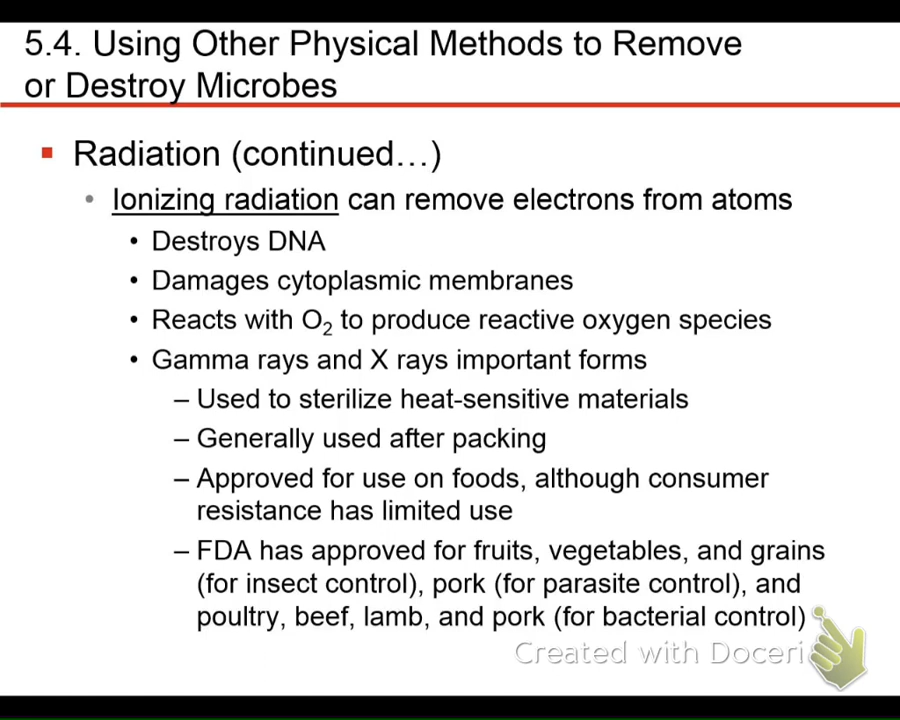 5.4. Using Other Physical Methods to Remove
or Destroy Microbes
▪ Radiation (continued…)
• Ionizing radiation can remove electrons from atoms
• Destroys DNA
• Damages cytoplasmic membranes
• Reacts with O₂ to produce reactive oxygen species
• Gamma rays and X rays important forms
– Used to sterilize heat-sensitive materials
– Generally used after packing
– Approved for use on foods, although consumer
resistance has limited use
– FDA has approved for fruits, vegetables, and grains
(for insect control), pork (for parasite control), and
poultry, beef, lamb, and pork (for bacterial control)
Created with Doceri